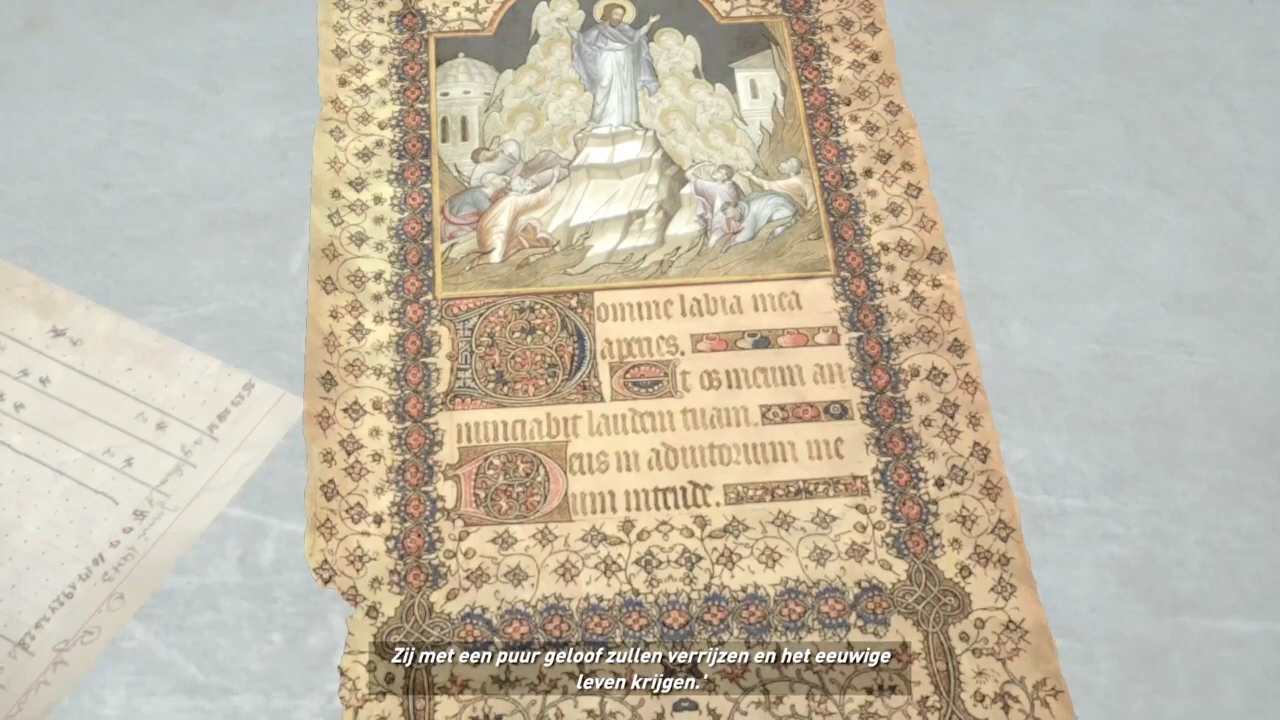 Domine labia mea
aperies.
Et os meum an
nunciabit laudem tuam.
Deus in adiutorium me
um intende.
Zij met een puur geloof zullen verrijzen en het eeuwige
leven krijgen.'